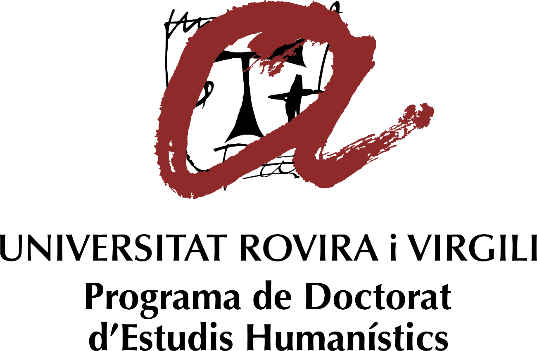 UNIVERSITAT ROVIRA i VIRGILI
Programa de Doctorat
d'Estudis Humanístics